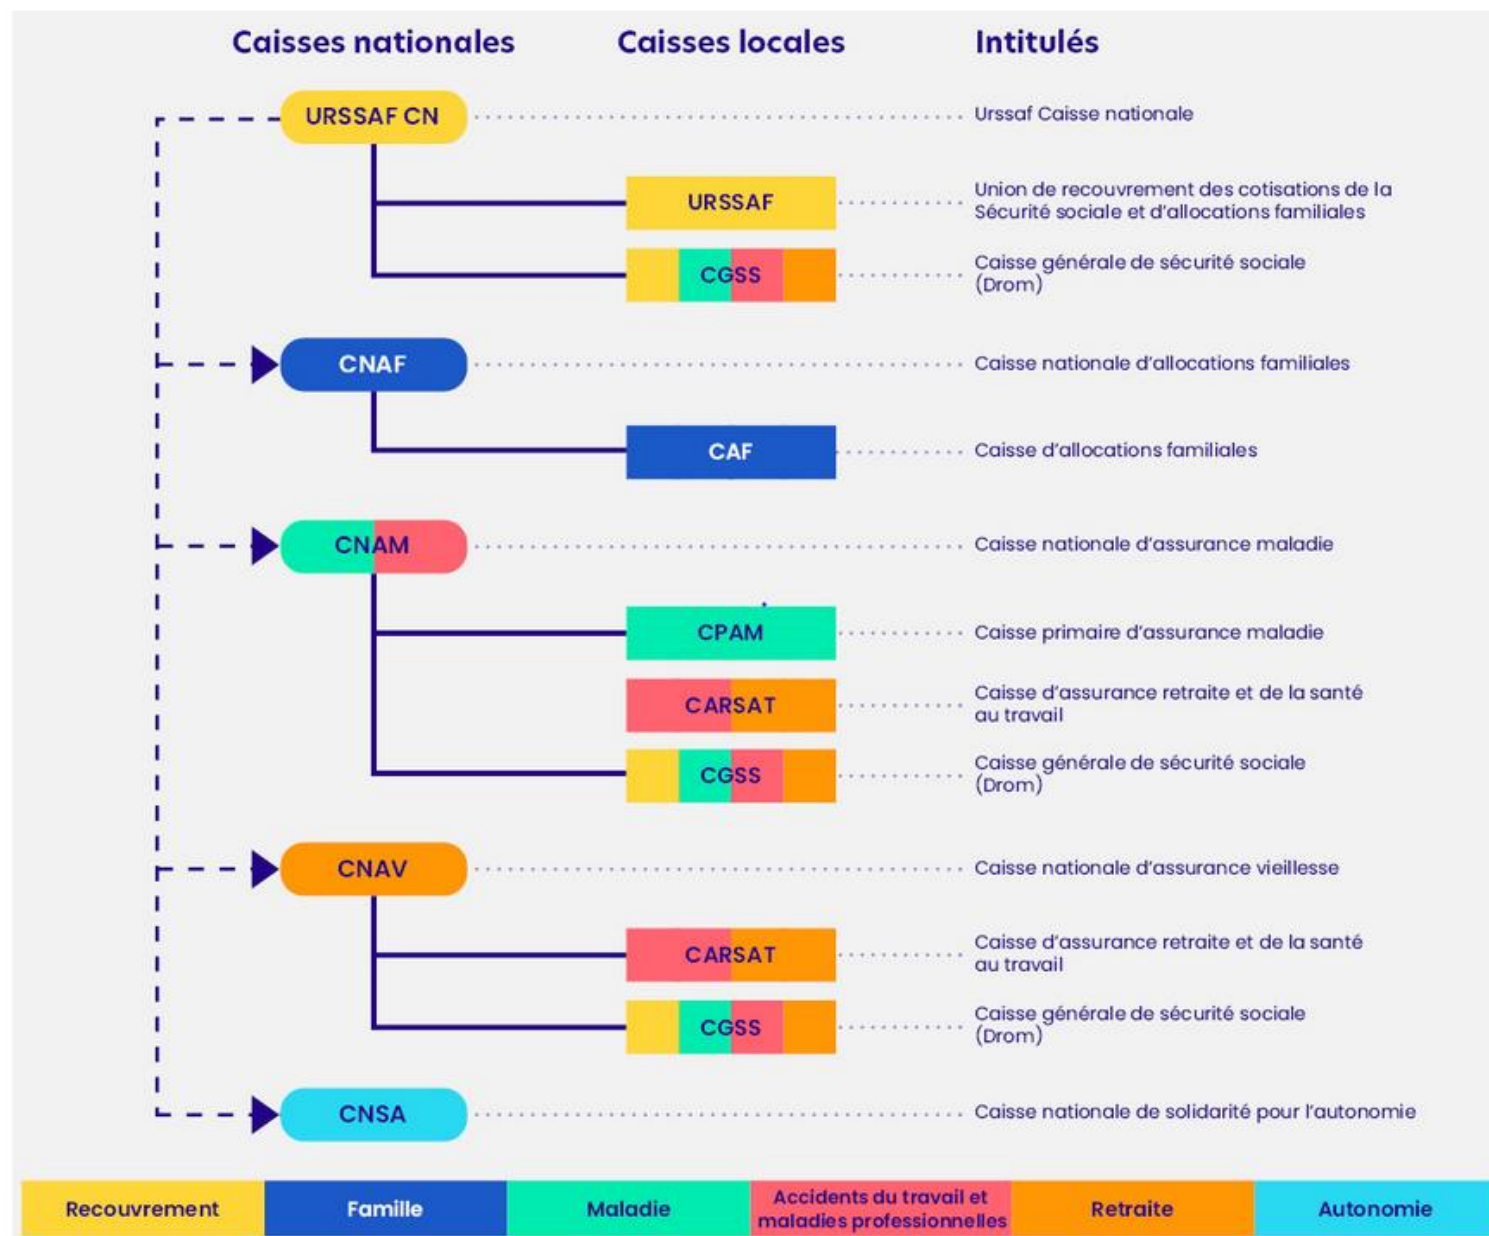 Caisses nationales
Caisses locales
Intitulés
URSSAF CN
Urssaf Caisse nationale
URSSAF
Union de recouvrement des cotisations de la
Sécurité sociale et d'allocations familiales
CGSS
Caisse générale de sécurité sociale
(Drom)
CNAF
Caisse nationale d'allocations familiales
CAF
Caisse d'allocations familiales
CNAM
Caisse nationale d'assurance maladie
CPAM
Caisse primaire d'assurance maladie
CARSAT
Caisse d'assurance retraite et de la santé
au travail
CGSS
Caisse générale de sécurité sociale
(Drom)
CNAV
Caisse nationale d'assurance vieillesse
CARSAT
Caisse d'assurance retraite et de la santé
au travail
CGSS
Caisse générale de sécurité sociale
(Drom)
CNSA
Caisse nationale de solidarité pour l'autonomie
Recouvrement
Famille
Maladie
Accidents du travail et
maladies professionnelles
Retraite
Autonomie